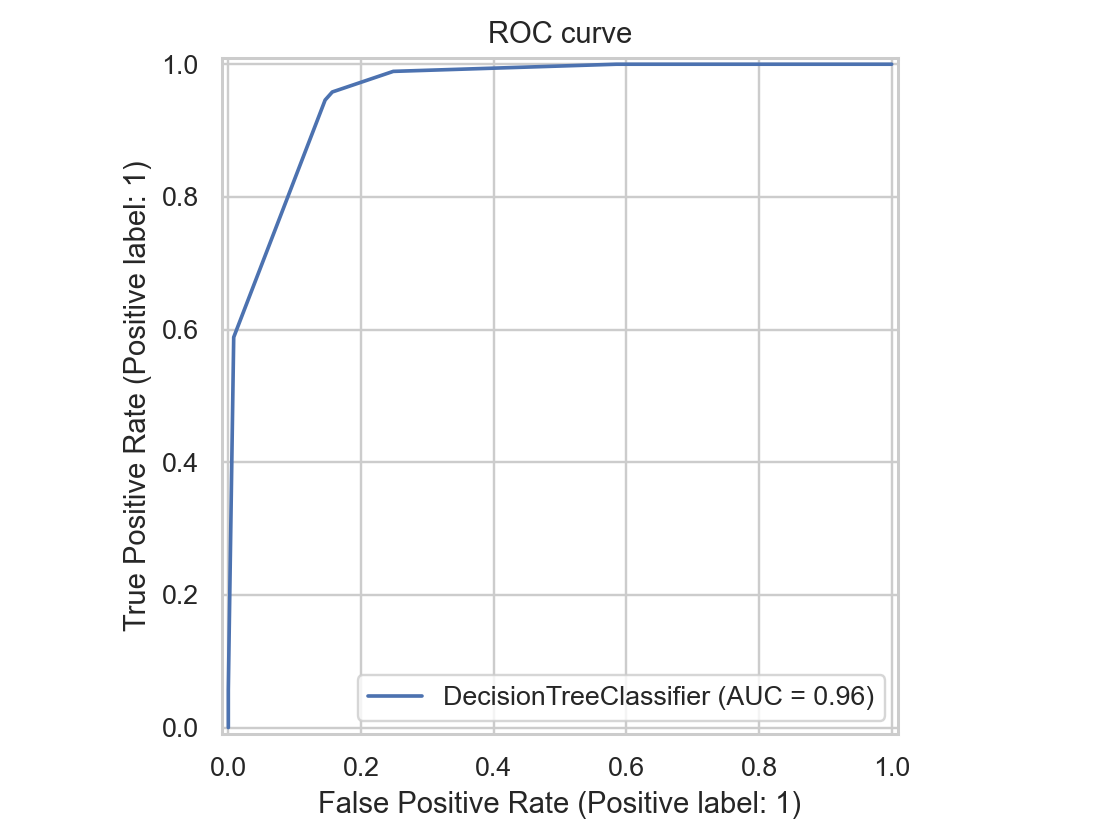 ROC curve
1.0
0.8
0.6
0.4
0.2
0.0
True Positive Rate (Positive label: 1)
DecisionTreeClassifier (AUC = 0.96)
0.0 0.2 0.4 0.6 0.8 1.0
False Positive Rate (Positive label: 1)